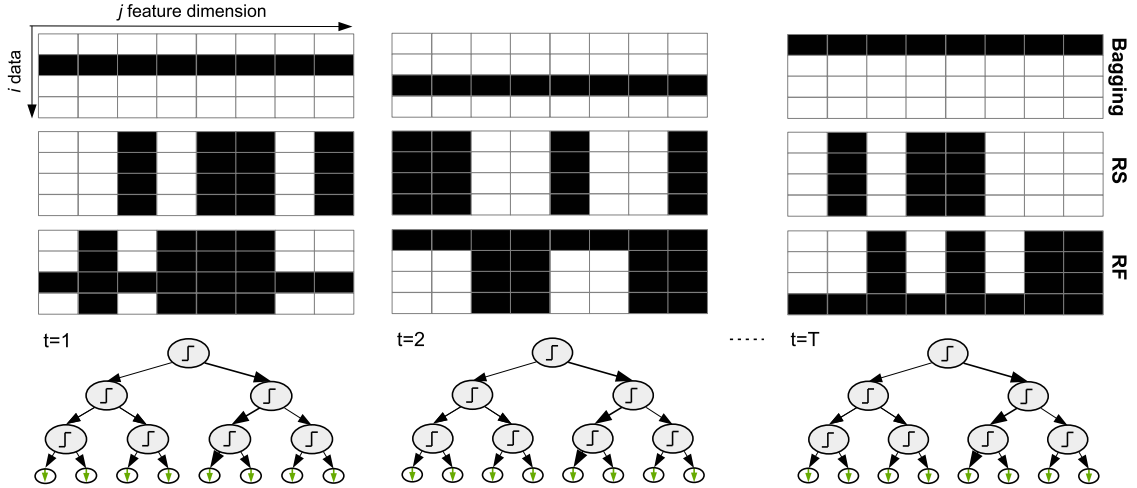 j feature dimension
i data
Bagging
RS
RF
t=1
t=2
......
t=T